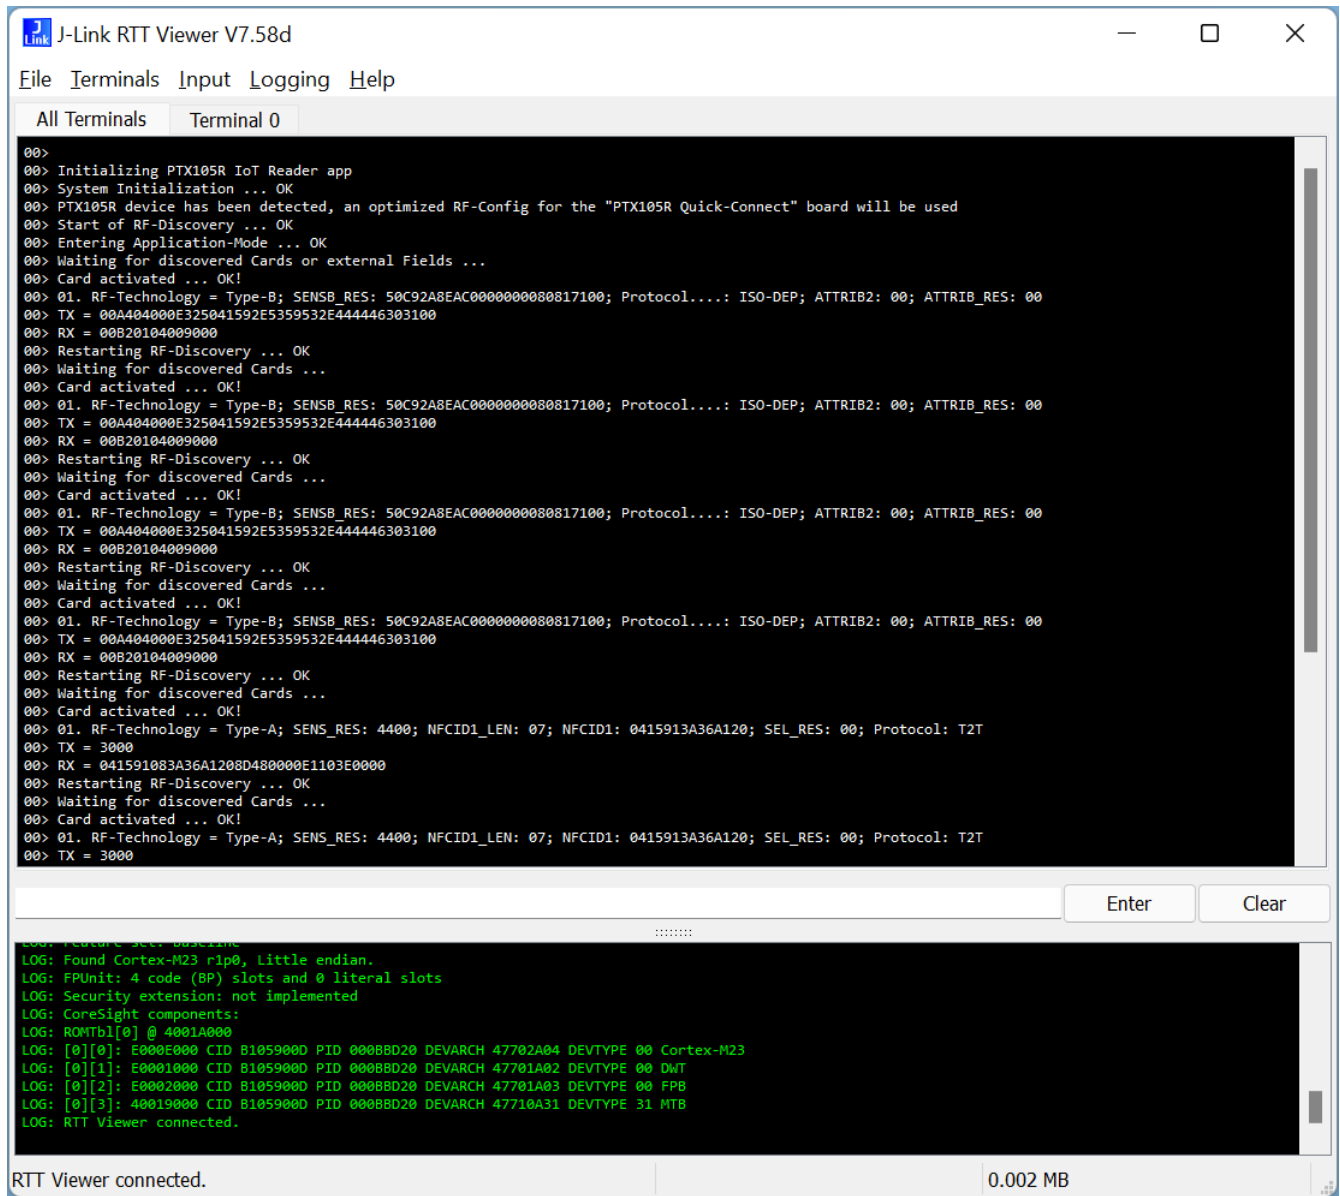 J-Link RTT Viewer V7.58d
File Terminals Input Logging Help
All Terminals Terminal 0
00>
00> Initializing PTX105R IoT Reader app
00> System Initialization ... OK
00> PTX105R device has been detected, an optimized RF-Config for the "PTX105R Quick-Connect" board will be used
00> Start of RF-Discovery ... OK
00> Entering Application-Mode ... OK
00> Waiting for discovered Cards or external Fields ...
00> Card activated ... OK!
00> 01. RF-Technology = Type-B; SENSB_RES: 50C92A8EAC0000000080817100; Protocol....: ISO-DEP; ATTRIB2: 00; ATTRIB_RES: 00
00> TX = 00A404000E325041592E5359532E444446303100
00> RX = 00B20104009000
00> Restarting RF-Discovery ... OK
00> Waiting for discovered Cards ...
00> Card activated ... OK!
00> 01. RF-Technology = Type-B; SENSB_RES: 50C92A8EAC0000000080817100; Protocol....: ISO-DEP; ATTRIB2: 00; ATTRIB_RES: 00
00> TX = 00A404000E325041592E5359532E444446303100
00> RX = 00B20104009000
00> Restarting RF-Discovery ... OK
00> Waiting for discovered Cards ...
00> Card activated ... OK!
00> 01. RF-Technology = Type-B; SENSB_RES: 50C92A8EAC0000000080817100; Protocol....: ISO-DEP; ATTRIB2: 00; ATTRIB_RES: 00
00> TX = 00A404000E325041592E5359532E444446303100
00> RX = 00B20104009000
00> Restarting RF-Discovery ... OK
00> Waiting for discovered Cards ...
00> Card activated ... OK!
00> 01. RF-Technology = Type-B; SENSB_RES: 50C92A8EAC0000000080817100; Protocol....: ISO-DEP; ATTRIB2: 00; ATTRIB_RES: 00
00> TX = 00A404000E325041592E5359532E444446303100
00> RX = 00B20104009000
00> Restarting RF-Discovery ... OK
00> Waiting for discovered Cards ...
00> Card activated ... OK!
00> 01. RF-Technology = Type-A; SENS_RES: 4400; NFCID1_LEN: 07; NFCID1: 0415913A36A120; SEL_RES: 00; Protocol: T2T
00> TX = 3000
00> RX = 041591083A36A1208D480000E1103E0000
00> Restarting RF-Discovery ... OK
00> Waiting for discovered Cards ...
00> Card activated ... OK!
00> 01. RF-Technology = Type-A; SENS_RES: 4400; NFCID1_LEN: 07; NFCID1: 0415913A36A120; SEL_RES: 00; Protocol: T2T
00> TX = 3000
Enter Clear
LOG: Feature set: Baseline
LOG: Found Cortex-M23 r1p0, Little endian.
LOG: FPUnit: 4 code (BP) slots and 0 literal slots
LOG: Security extension: not implemented
LOG: CoreSight components:
LOG: ROMTbl[0] @ 4001A000
LOG: [0][0]: E000E000 CID B105900D PID 000BBD20 DEVARCH 47702A04 DEVTYPE 00 Cortex-M23
LOG: [0][1]: E0001000 CID B105900D PID 000BBD20 DEVARCH 47701A02 DEVTYPE 00 DWT
LOG: [0][2]: E0002000 CID B105900D PID 000BBD20 DEVARCH 47701A03 DEVTYPE 00 FPB
LOG: [0][3]: 40019000 CID B105900D PID 000BBD20 DEVARCH 47710A31 DEVTYPE 31 MTB
LOG: RTT Viewer connected.
RTT Viewer connected. 0.002 MB